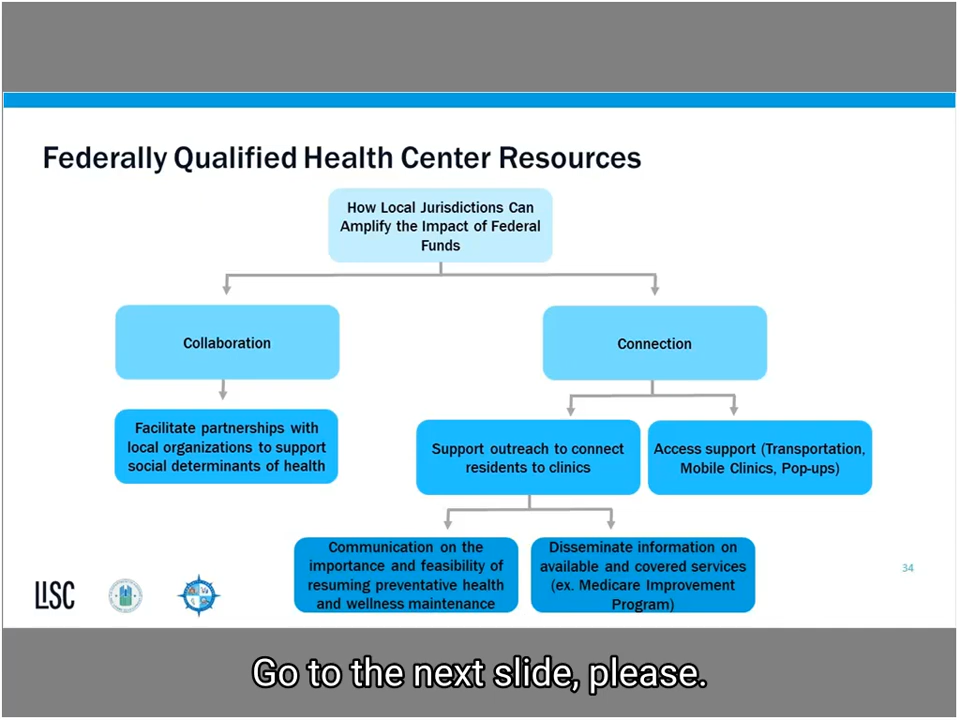 Federally Qualified Health Center Resources
How Local Jurisdictions Can
Amplify the Impact of Federal
Funds
Collaboration
Connection
Facilitate partnerships with
local organizations to support
social determinants of health
Support outreach to connect
residents to clinics
Access support (Transportation,
Mobile Clinics, Pop-ups)
Communication on the
importance and feasibility of
resuming preventative health
and wellness maintenance
Disseminate information on
available and covered services
(ex. Medicare Improvement
Program)
34
LISC
Go to the next slide, please.